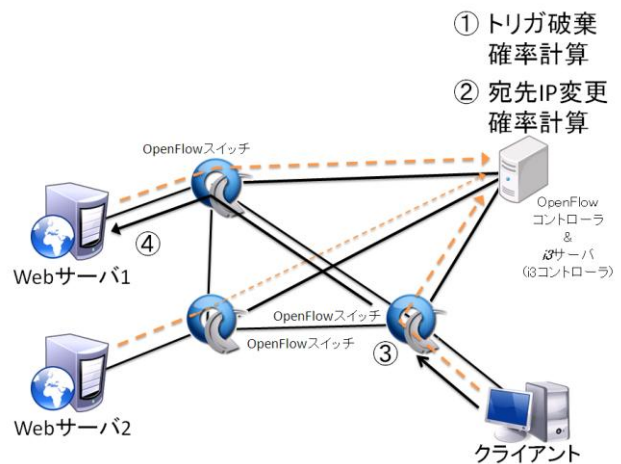 ① トリガ破棄
確率計算
② 宛先IP変更
確率計算
OpenFlowスイッチ
OpenFlow
コントローラ
&
i3サーバ
(i3コントローラ)
④
Webサーバ1
OpenFlowスイッチ
OpenFlowスイッチ
③
Webサーバ2
クライアント